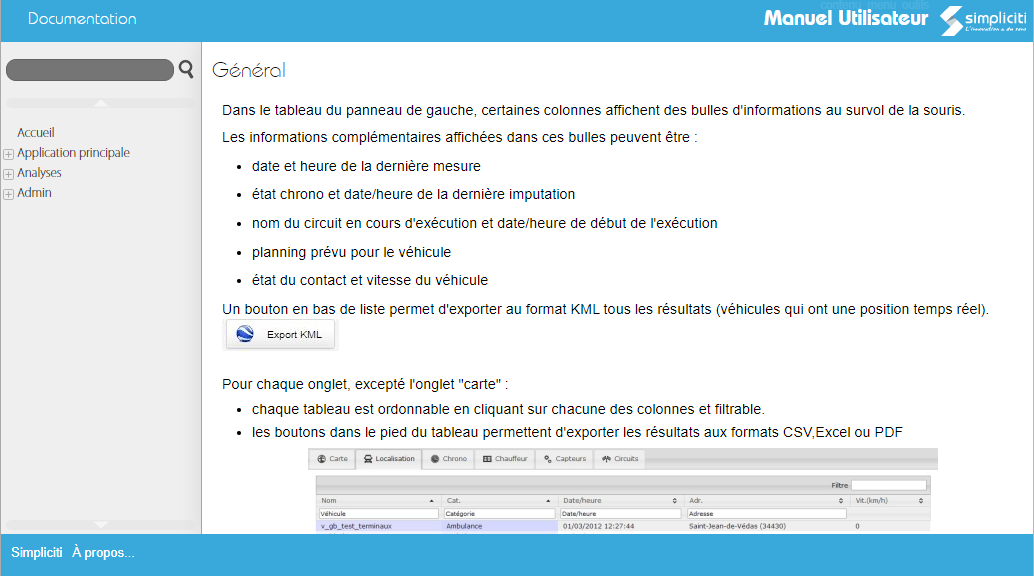 contenu menu outils
Documentation
Manuel Utilisateur
simpliciti
L'innovation a du sens
Général
Accueil
Application principale
Analyses
Admin
Dans le tableau du panneau de gauche, certaines colonnes affichent des bulles d'informations au survol de la souris.
Les informations complémentaires affichées dans ces bulles peuvent être :
• date et heure de la dernière mesure
• état chrono et date/heure de la dernière imputation
• nom du circuit en cours d'exécution et date/heure de début de l'exécution
• planning prévu pour le véhicule
• état du contact et vitesse du véhicule
Un bouton en bas de liste permet d'exporter au format KML tous les résultats (véhicules qui ont une position temps réel).
Export KML
Pour chaque onglet, excepté l'onglet "carte" :
• chaque tableau est ordonnable en cliquant sur chacune des colonnes et filtrable.
• les boutons dans le pied du tableau permettent d'exporter les résultats aux formats CSV,Excel ou PDF
Carte Localisation Chrono Chauffeur Capteurs Circuits
Filtre
Nom Cat. Date/heure Adr. Vit.(km/h)
Véhicule Catégorie Date/heure Adresse
v_gb_test_terminaux Ambulance 01/03/2012 12:27:44 Saint-Jean-de-Védas (34430) 0
Simpliciti À propos...